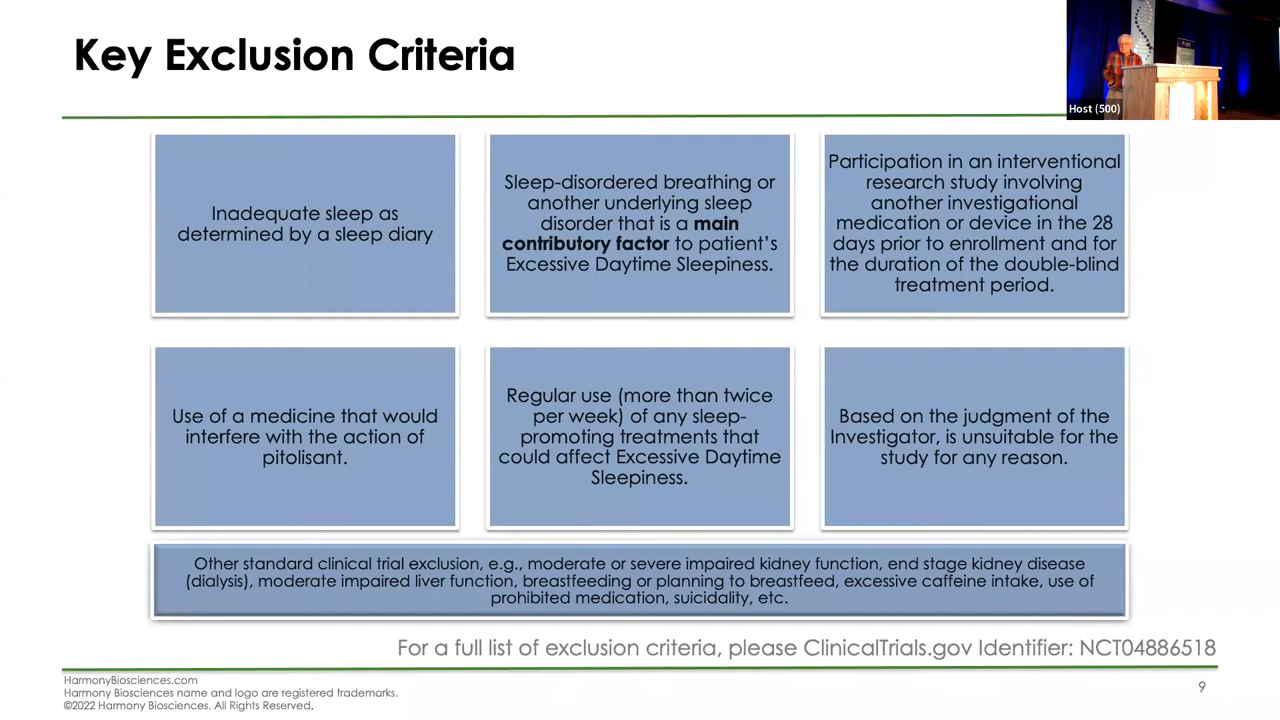 Key Exclusion Criteria
Host (500)
Inadequate sleep as
determined by a sleep diary
Sleep-disordered breathing or
another underlying sleep
disorder that is a main
contributory factor to patient's
Excessive Daytime Sleepiness.
Participation in an interventional
research study involving
another investigational
medication or device in the 28
days prior to enrollment and for
the duration of the double-blind
treatment period.
Use of a medicine that would
interfere with the action of
pitolisant.
Regular use (more than twice
per week) of any sleep-
promoting treatments that
could affect Excessive Daytime
Sleepiness.
Based on the judgment of the
Investigator, is unsuitable for the
study for any reason.
Other standard clinical trial exclusion, e.g., moderate or severe impaired kidney function, end stage kidney disease
(dialysis), moderate impaired liver function, breastfeeding or planning to breastfeed, excessive caffeine intake, use of
prohibited medication, suicidality, etc.
For a full list of exclusion criteria, please ClinicalTrials.gov Identifier: NCT04886518
HarmonyBiosciences.com
Harmony Biosciences name and logo are registered trademarks.
©2022 Harmony Biosciences. All Rights Reserved.
9